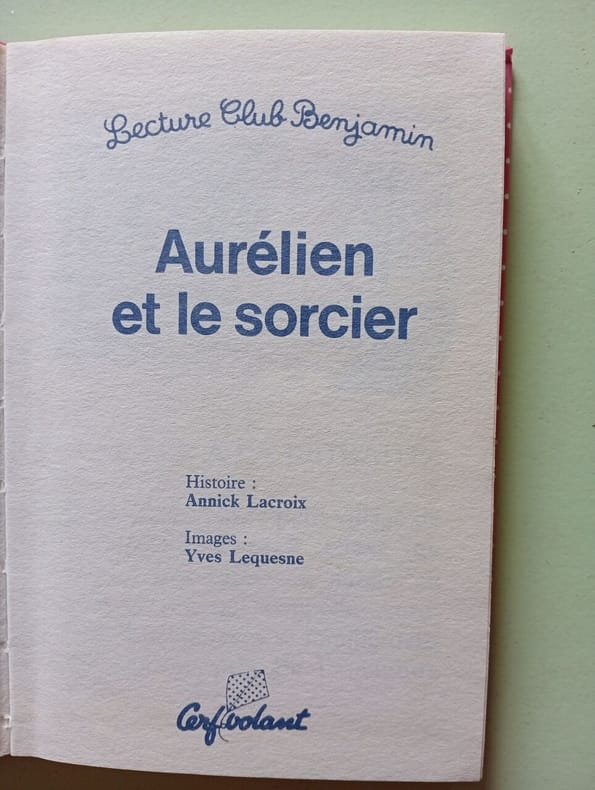 Lecture Club Benjamin
Aurélien
et le sorcier
Histoire :
Annick Lacroix
Images :
Yves Lequesne
Cerf volant